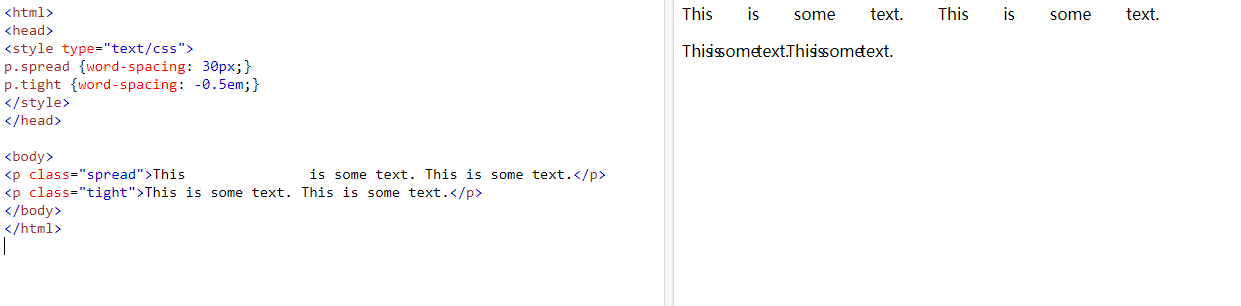 <html>
<head>
<style type="text/css">
p.spread {word-spacing: 30px;}
p.tight {word-spacing: -0.5em;}
</style>
</head>

<body>
<p class="spread">This               is some text. This is some text.</p>
<p class="tight">This is some text. This is some text.</p>
</body>
</html>
This is some text. This is some text.
Thisissometext.Thisissometext.